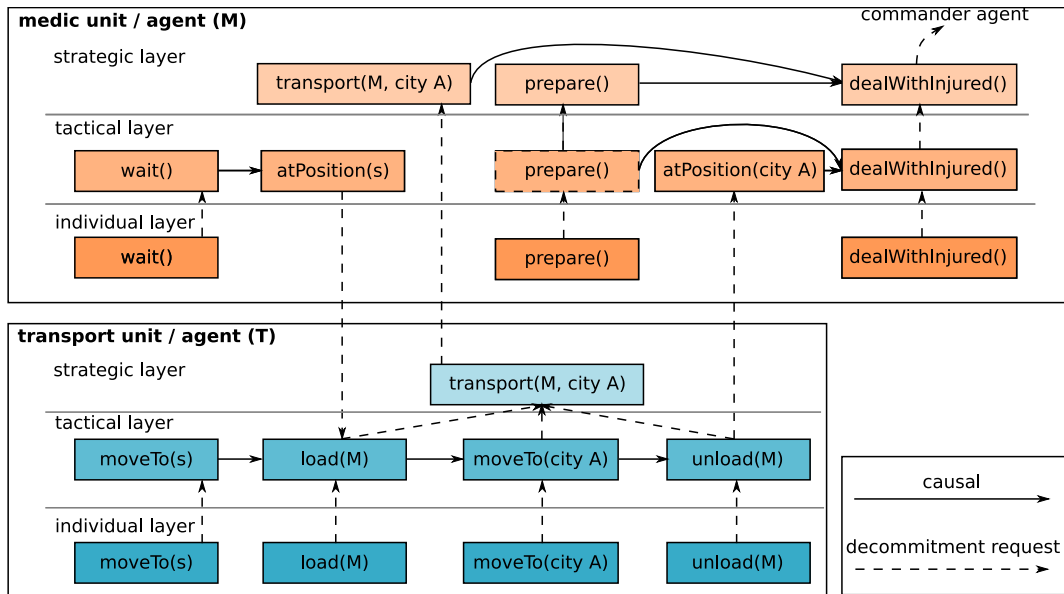 medic unit / agent (M)
commander agent
strategic layer
transport(M, city A)
prepare()
dealWithInjured()
tactical layer
wait()
atPosition(s)
prepare()
atPosition(city A)
dealWithInjured()
individual layer
wait()
prepare()
dealWithInjured()
transport unit / agent (T)
strategic layer
transport(M, city A)
tactical layer
moveTo(s)
load(M)
moveTo(city A)
unload(M)
individual layer
moveTo(s)
load(M)
moveTo(city A)
unload(M)
causal
decommitment request